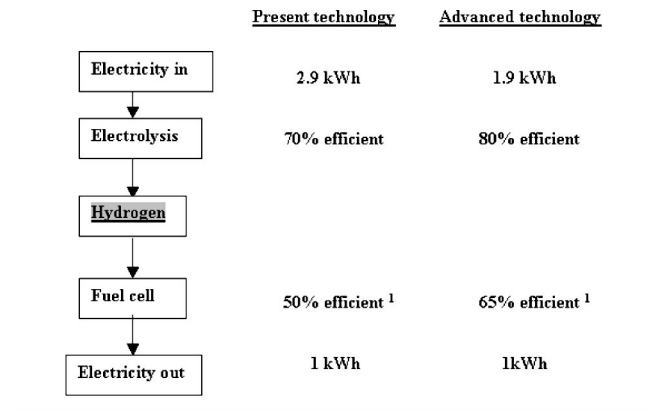 Present technology Advanced technology
Electricity in 2.9 kWh 1.9 kWh
Electrolysis 70% efficient 80% efficient
Hydrogen
Fuel cell 50% efficient 1 65% efficient 1
Electricity out 1 kWh 1kWh